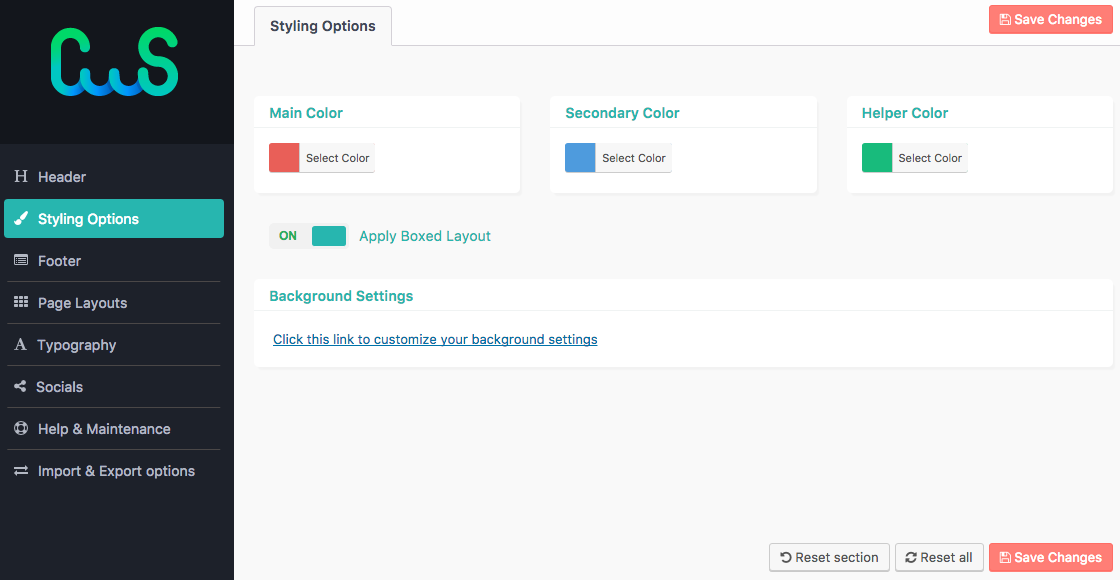 CWS
Styling Options
Save Changes
Header
Styling Options
Footer
Page Layouts
Typography
Socials
Help & Maintenance
Import & Export options
Main Color
Select Color
Secondary Color
Select Color
Helper Color
Select Color
ON
Apply Boxed Layout
Background Settings
Click this link to customize your background settings
Reset section
Reset all
Save Changes